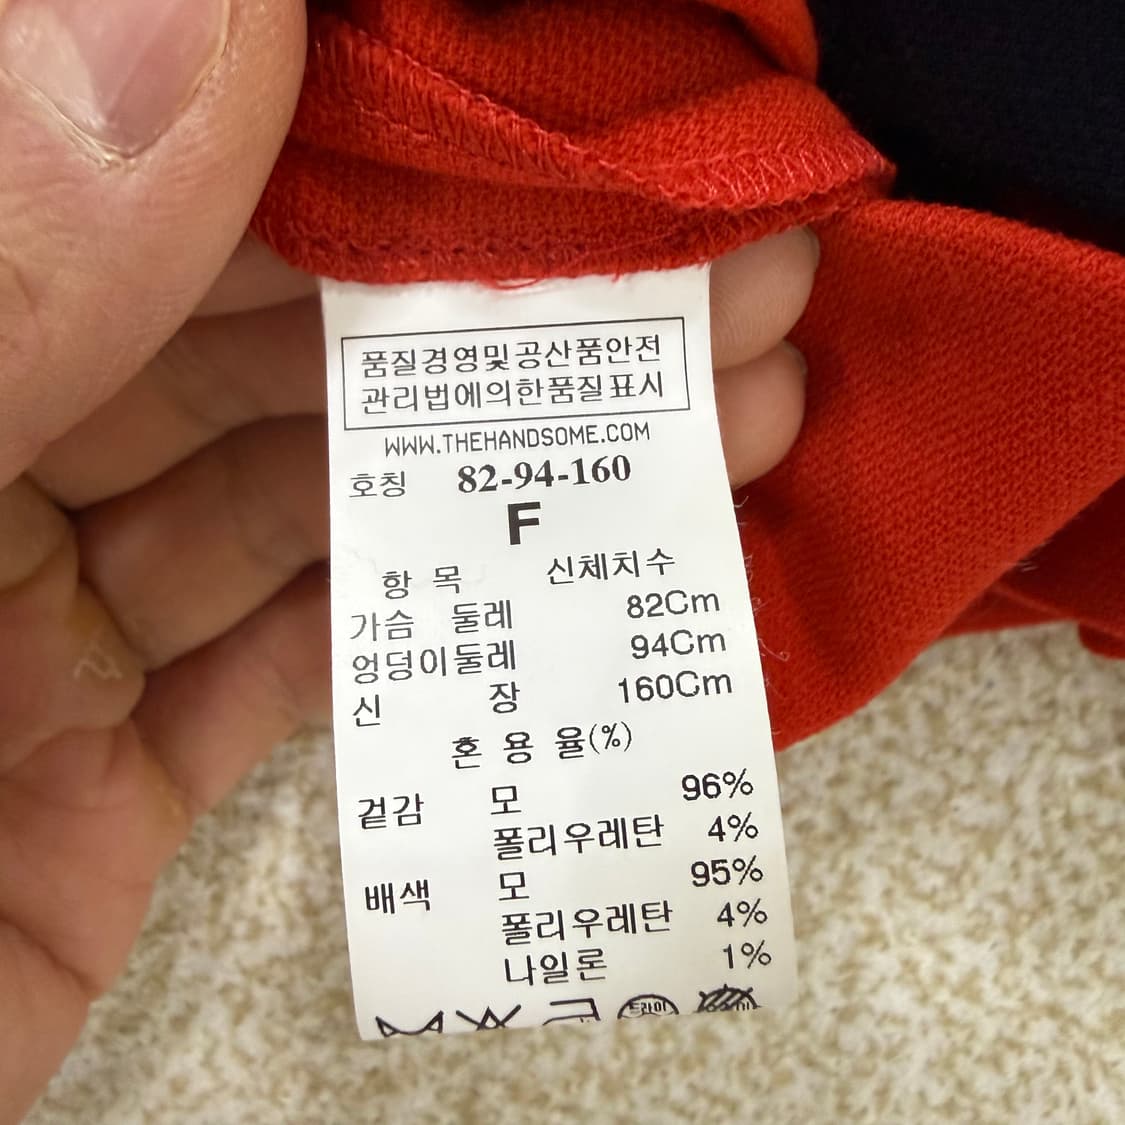 품질경영및공산품안전
관리법에의한품질표시
WWW.THEHANDSOME.COM
호칭 82-94-160
F
항 목 신체치수
가슴 둘레 82Cm
엉덩이둘레 94Cm
신 장 160Cm
혼 용 율(%)
겉감 모 96%
폴리우레탄 4%
배색 모 95%
폴리우레탄 4%
나일론 1%
드라이